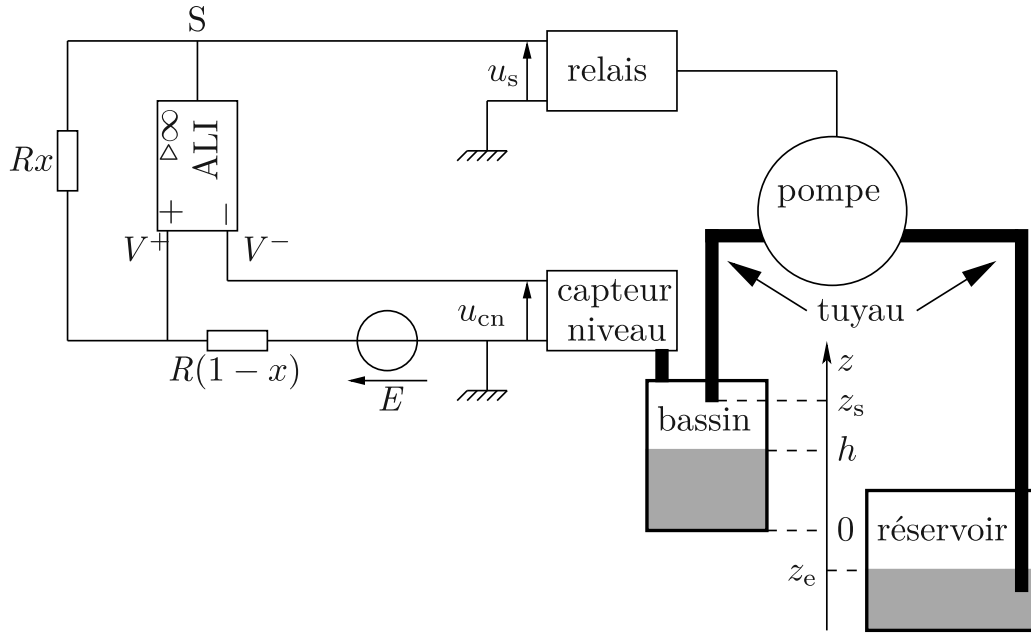 S
relais
u_s
∞
ALI
Rx
+
−
V^+
V^−
pompe
capteur
niveau
u_cn
tuyau
R(1 − x)
E
z
z_s
bassin
h
0
réservoir
z_e